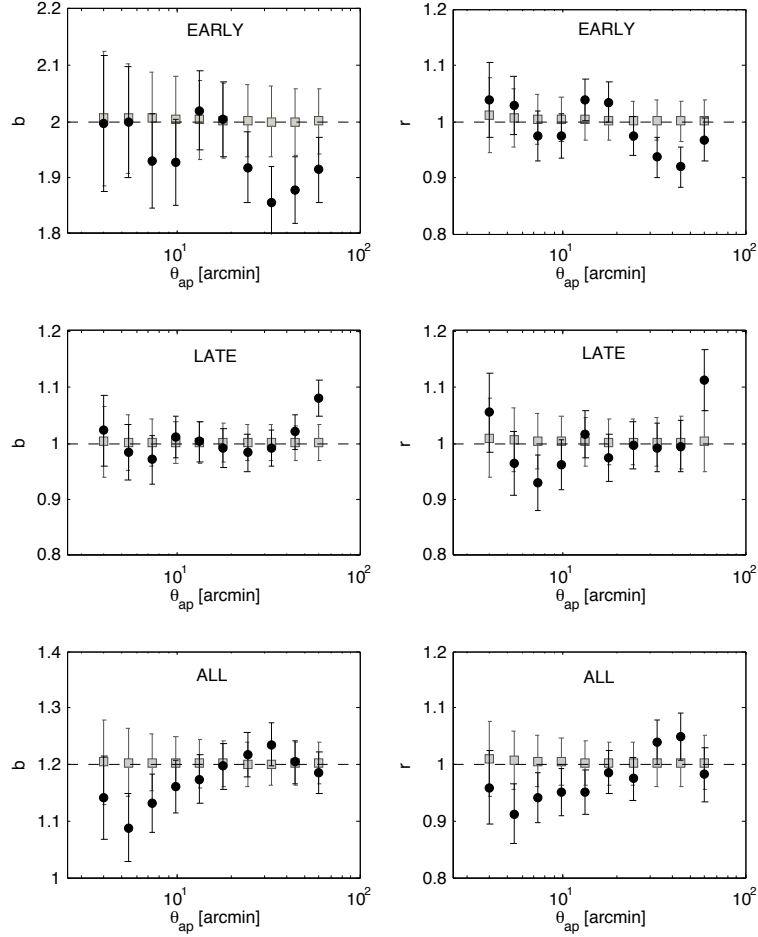 EARLY
2.2
2.1
2
1.9
1.8
b
10^1
10^2
θ_ap [arcmin]
EARLY
1.2
1.1
1
0.9
0.8
r
10^1
10^2
θ_ap [arcmin]
LATE
1.2
1.1
1
0.9
0.8
b
10^1
10^2
θ_ap [arcmin]
LATE
1.2
1.1
1
0.9
0.8
r
10^1
10^2
θ_ap [arcmin]
ALL
1.4
1.3
1.2
1.1
1
b
10^1
10^2
θ_ap [arcmin]
ALL
1.2
1.1
1
0.9
0.8
r
10^1
10^2
θ_ap [arcmin]